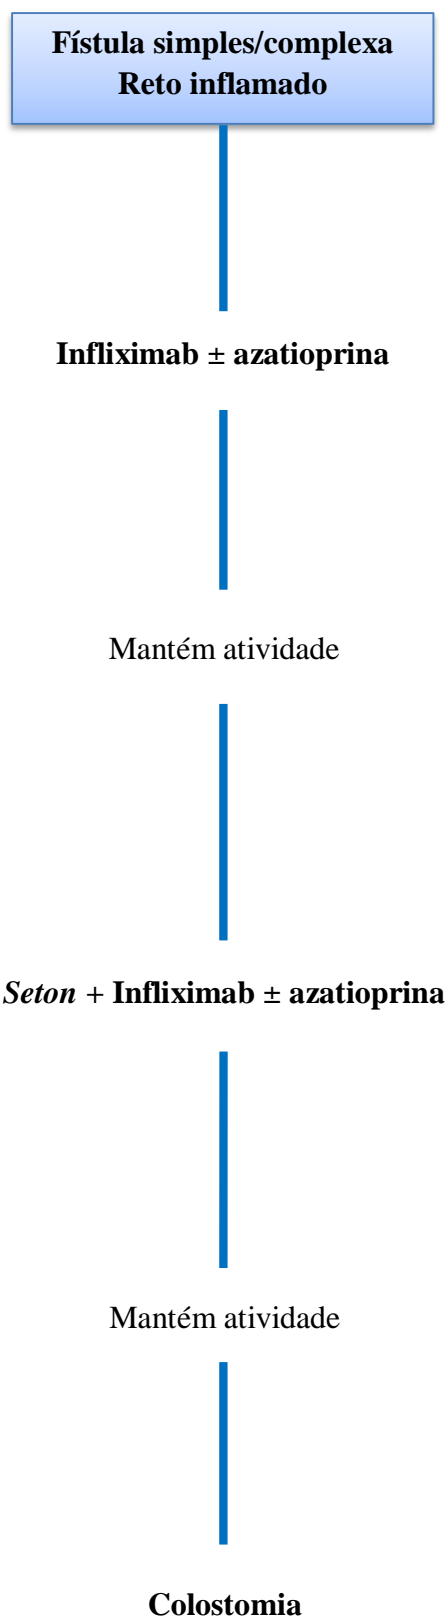 Fístula simples/complexa
Reto inflamado
Infliximab ± azatioprina
Mantém atividade
Seton + Infliximab ± azatioprina
Mantém atividade
Colostomia